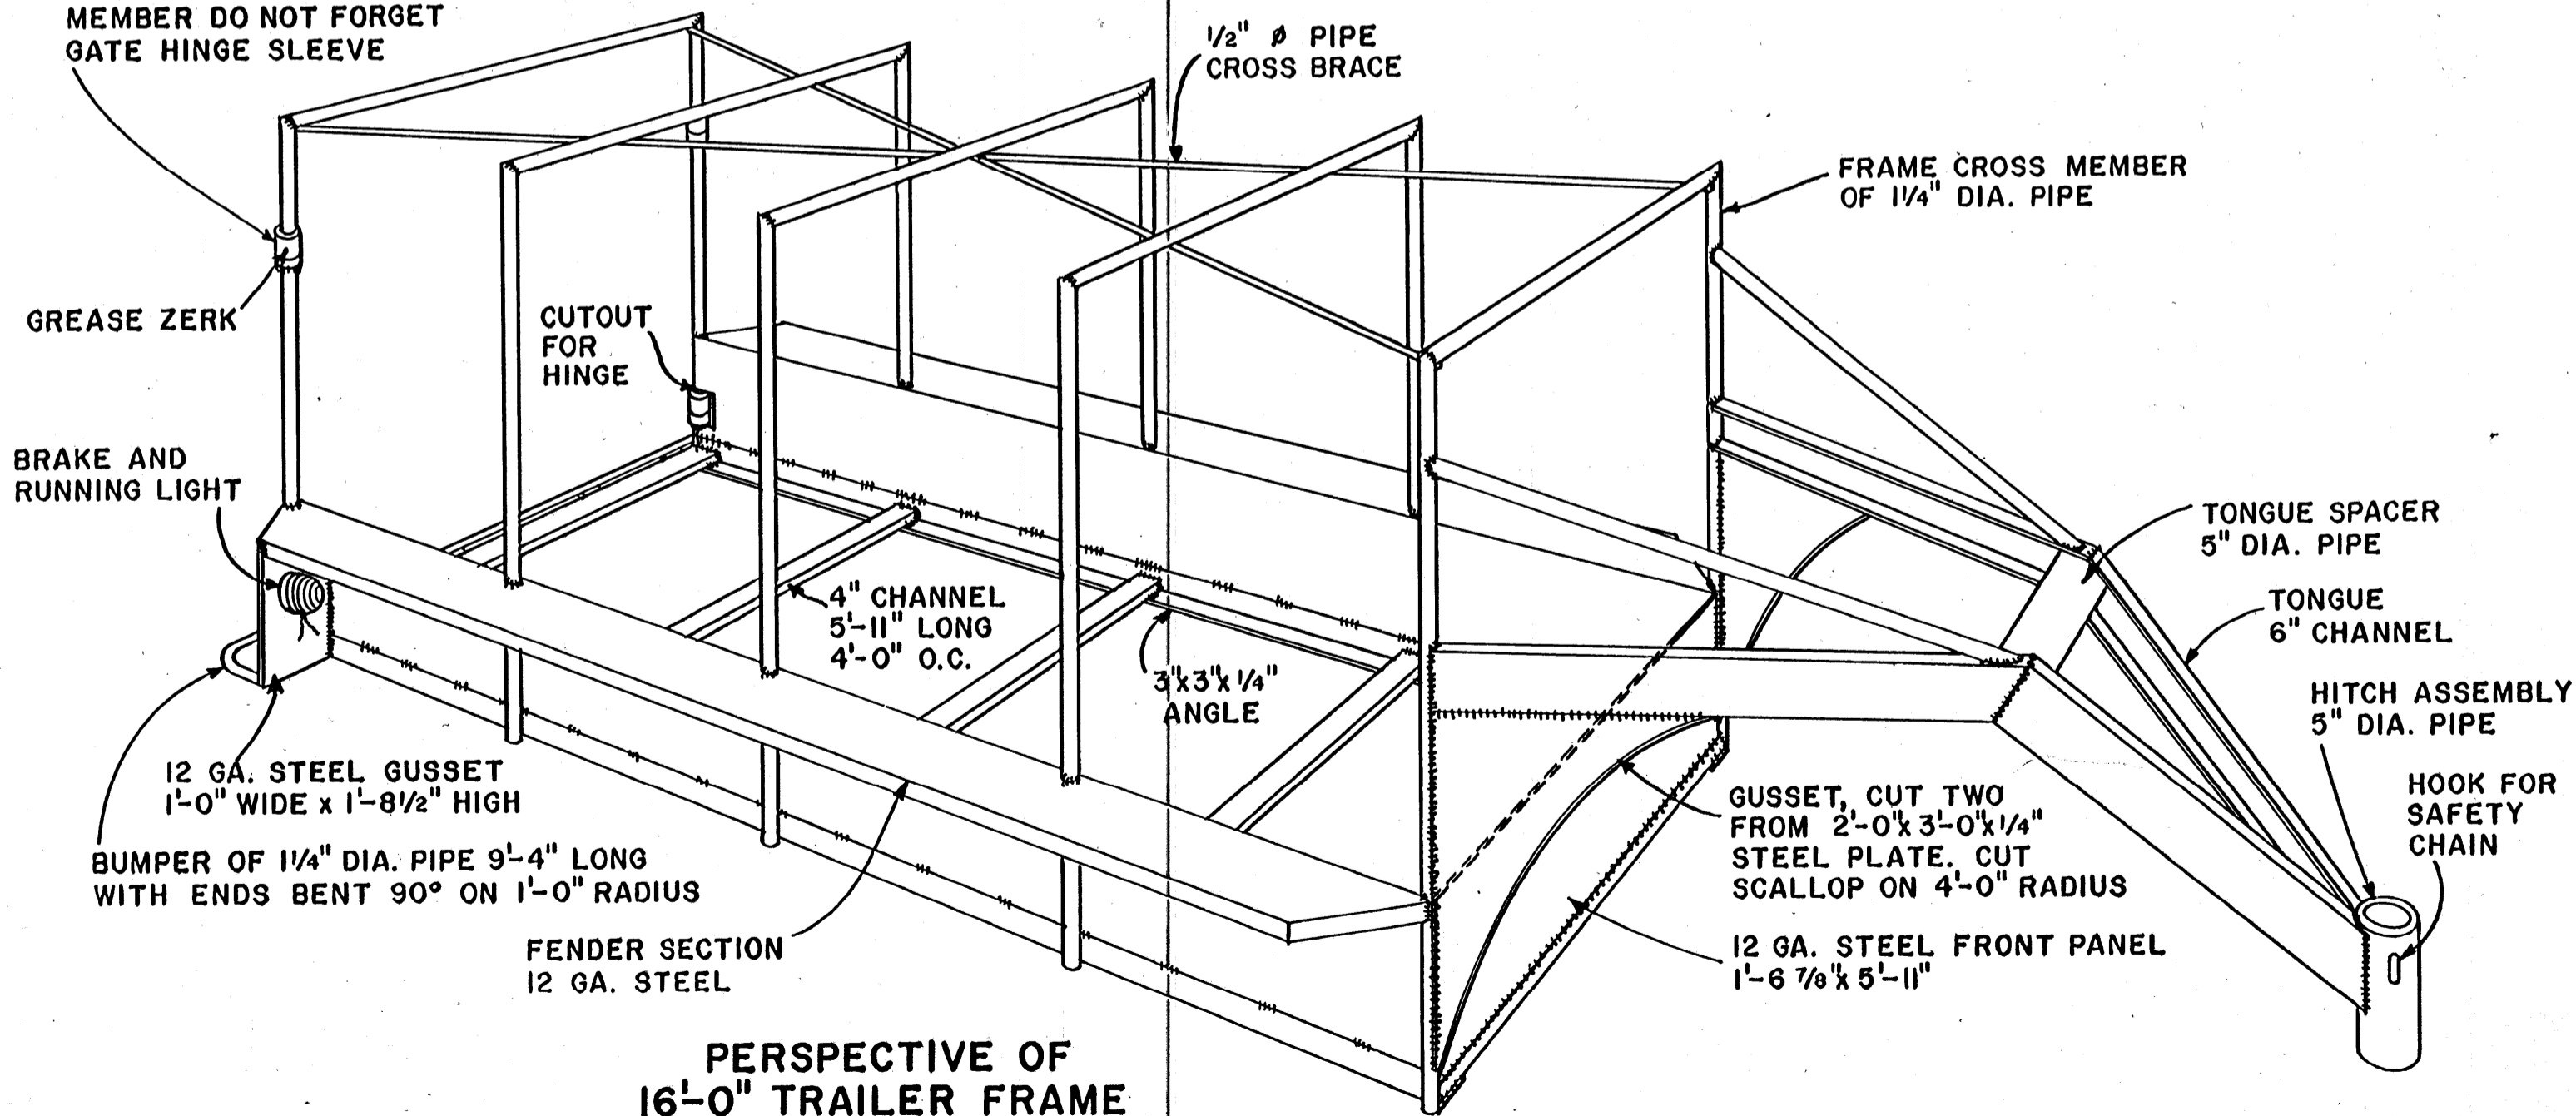 MEMBER DO NOT FORGET
GATE HINGE SLEEVE
1/2" ø PIPE
CROSS BRACE
FRAME CROSS MEMBER
OF 1 1/4" DIA. PIPE
GREASE ZERK
CUTOUT
FOR
HINGE
BRAKE AND
RUNNING LIGHT
TONGUE SPACER
5" DIA. PIPE
TONGUE
6" CHANNEL
4" CHANNEL
5'-11" LONG
4'-0" O.C.
3"x3"x1/4"
ANGLE
HITCH ASSEMBLY
5" DIA. PIPE
12 GA. STEEL GUSSET
1'-0" WIDE x 1'-8 1/2" HIGH
HOOK FOR
SAFETY
CHAIN
GUSSET, CUT TWO
FROM 2'-0"x 3'-0"x 1/4"
STEEL PLATE. CUT
SCALLOP ON 4'-0" RADIUS
BUMPER OF 1 1/4" DIA. PIPE 9'-4" LONG
WITH ENDS BENT 90° ON 1'-0" RADIUS
FENDER SECTION
12 GA. STEEL
12 GA. STEEL FRONT PANEL
1'-6 7/8"x 5'-11"
PERSPECTIVE OF
16'-0" TRAILER FRAME